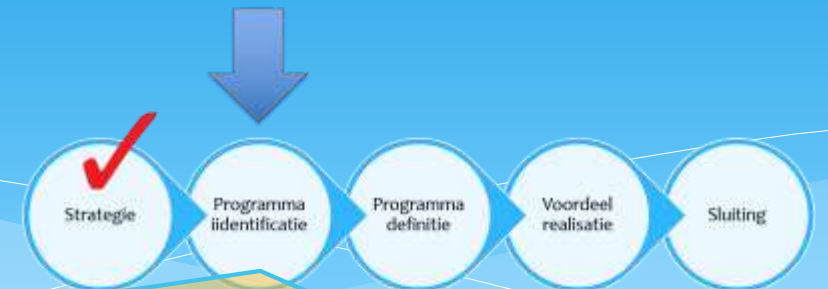 Strategie
Programma
iidentificatie
Programma
definitie
Voordeel
realisatie
Sluiting